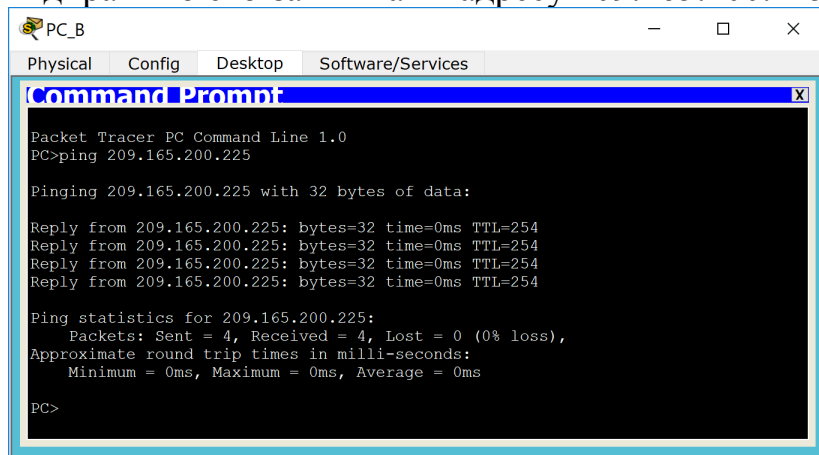 PC_B
Physical Config Desktop Software/Services
Command Prompt
X
Packet Tracer PC Command Line 1.0
PC>ping 209.165.200.225
Pinging 209.165.200.225 with 32 bytes of data:
Reply from 209.165.200.225: bytes=32 time=0ms TTL=254
Reply from 209.165.200.225: bytes=32 time=0ms TTL=254
Reply from 209.165.200.225: bytes=32 time=0ms TTL=254
Reply from 209.165.200.225: bytes=32 time=0ms TTL=254
Ping statistics for 209.165.200.225:
Packets: Sent = 4, Received = 4, Lost = 0 (0% loss),
Approximate round trip times in milli-seconds:
Minimum = 0ms, Maximum = 0ms, Average = 0ms
PC>